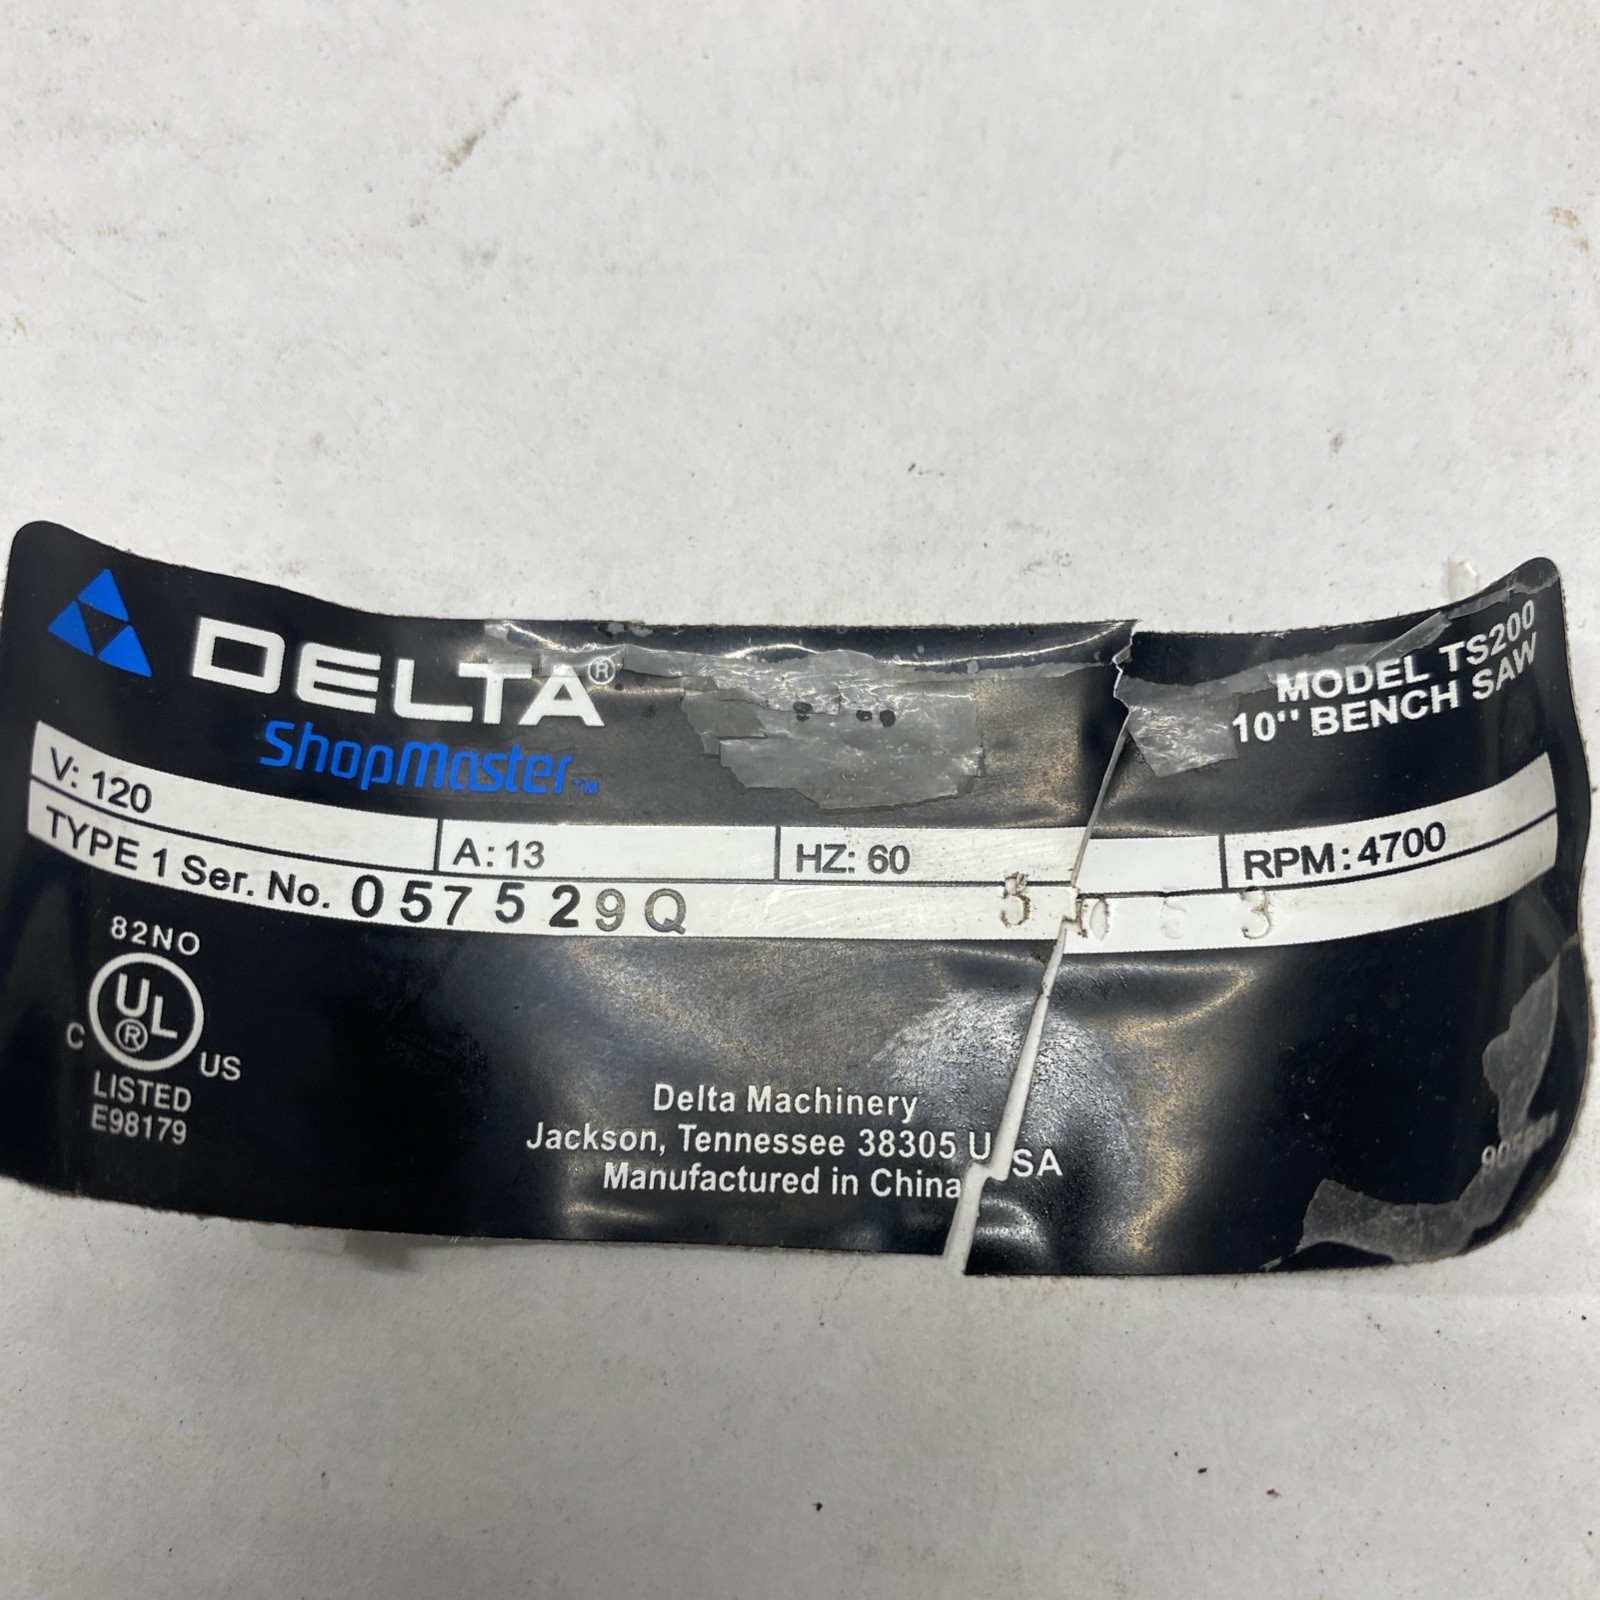 DELTA®
ShopMaster™
MODEL TS200
10'' BENCH SAW
V: 120 A: 13 HZ: 60 RPM: 4700
TYPE 1 Ser. No. 057529Q
82NO
UL®
C US
LISTED
E98179
Delta Machinery
Jackson, Tennessee 38305 USA
Manufactured in China